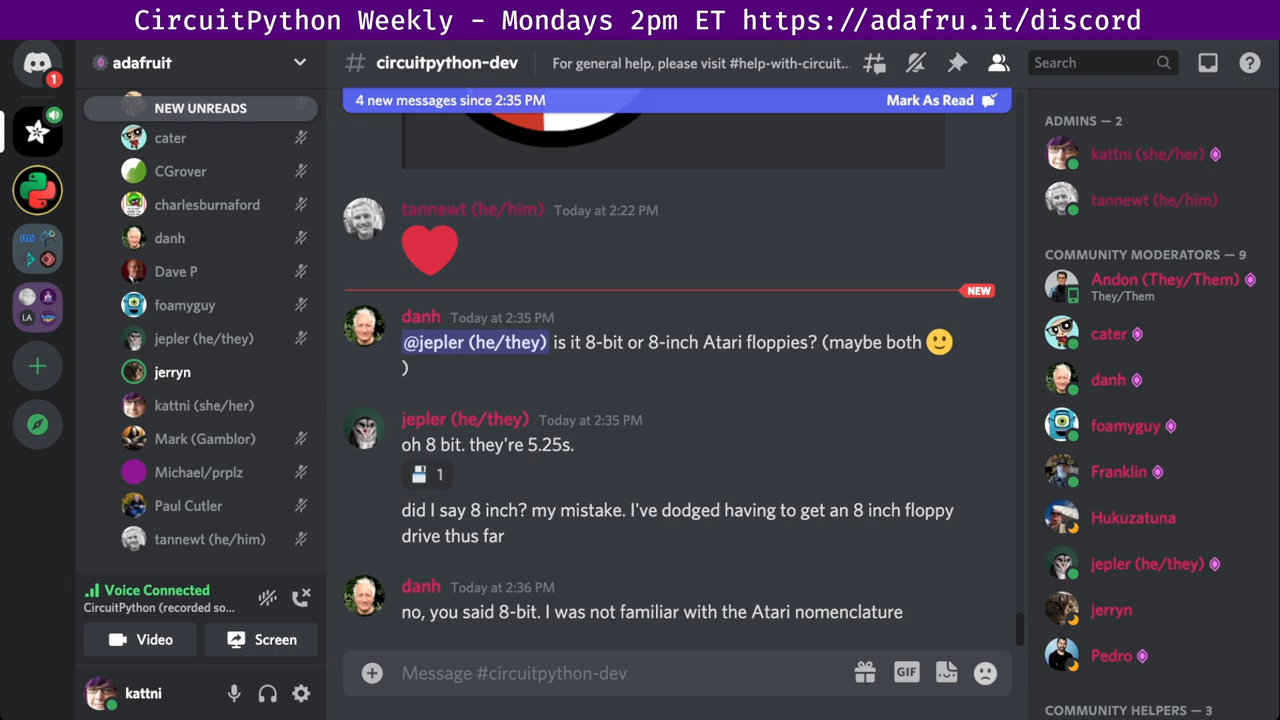 CircuitPython Weekly - Mondays 2pm ET https://adafru.it/discord
1
adafruit
NEW UNREADS
cater
CGrover
charlesburnaford
danh
Dave P
foamyguy
jepler (he/they)
jerryn
kattni (she/her)
Mark (Gamblor)
Michael/prplz
Paul Cutler
tannewt (he/him)
LA
Voice Connected
CircuitPython (recorded so...
Video
Screen
kattni
# circuitpython-dev
For general help, please visit #help-with-circuit...
Search
4 new messages since 2:35 PM
Mark As Read
tannewt (he/him) Today at 2:22 PM
NEW
danh Today at 2:35 PM
@jepler (he/they) is it 8-bit or 8-inch Atari floppies? (maybe both
)
jepler (he/they) Today at 2:35 PM
oh 8 bit. they're 5.25s.
1
did I say 8 inch? my mistake. I've dodged having to get an 8 inch floppy
drive thus far
danh Today at 2:36 PM
no, you said 8-bit. I was not familiar with the Atari nomenclature
Message #circuitpython-dev
GIF
ADMINS — 2
kattni (she/her)
tannewt (he/him)
COMMUNITY MODERATORS — 9
Andon (They/Them)
They/Them
cater
danh
foamyguy
Franklin
Hukuzatuna
jepler (he/they)
jerryn
Pedro
COMMUNITY HELPERS — 3